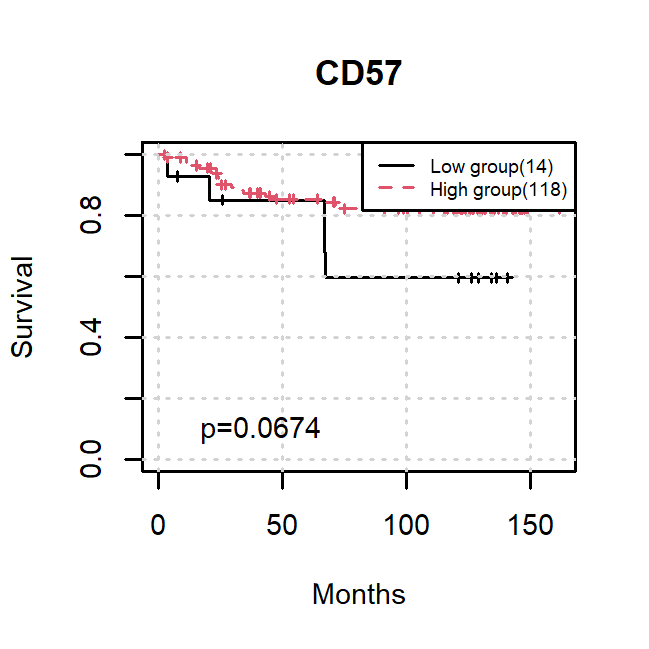 CD57
Low group(14)
High group(118)
0.8
0.4
0.0
Survival
p=0.0674
0 50 100 150
Months